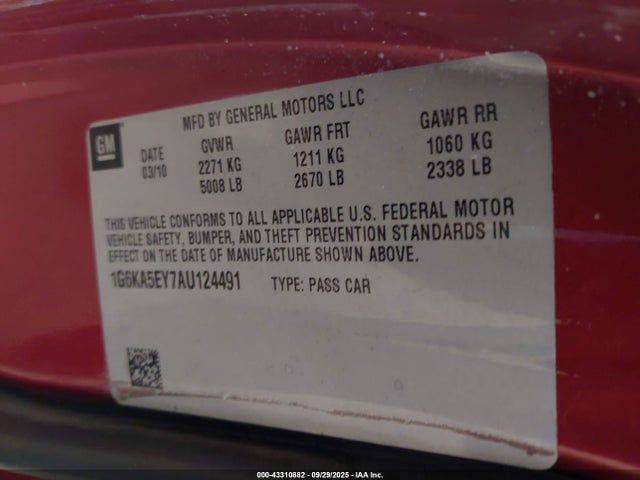 MFD BY GENERAL MOTORS LLC
GM
DATE 03/10
GVWR 2271 KG 5008 LB
GAWR FRT 1211 KG 2670 LB
GAWR RR 1060 KG 2338 LB
THIS VEHICLE CONFORMS TO ALL APPLICABLE U.S. FEDERAL MOTOR
VEHICLE SAFETY, BUMPER, AND THEFT PREVENTION STANDARDS IN
EFFECT ON THE DATE OF MANUFACTURE SHOWN ABOVE.
1G6KA5EY7AU124491 TYPE: PASS CAR
000-43310882 - 09/29/2025 - IAA Inc.